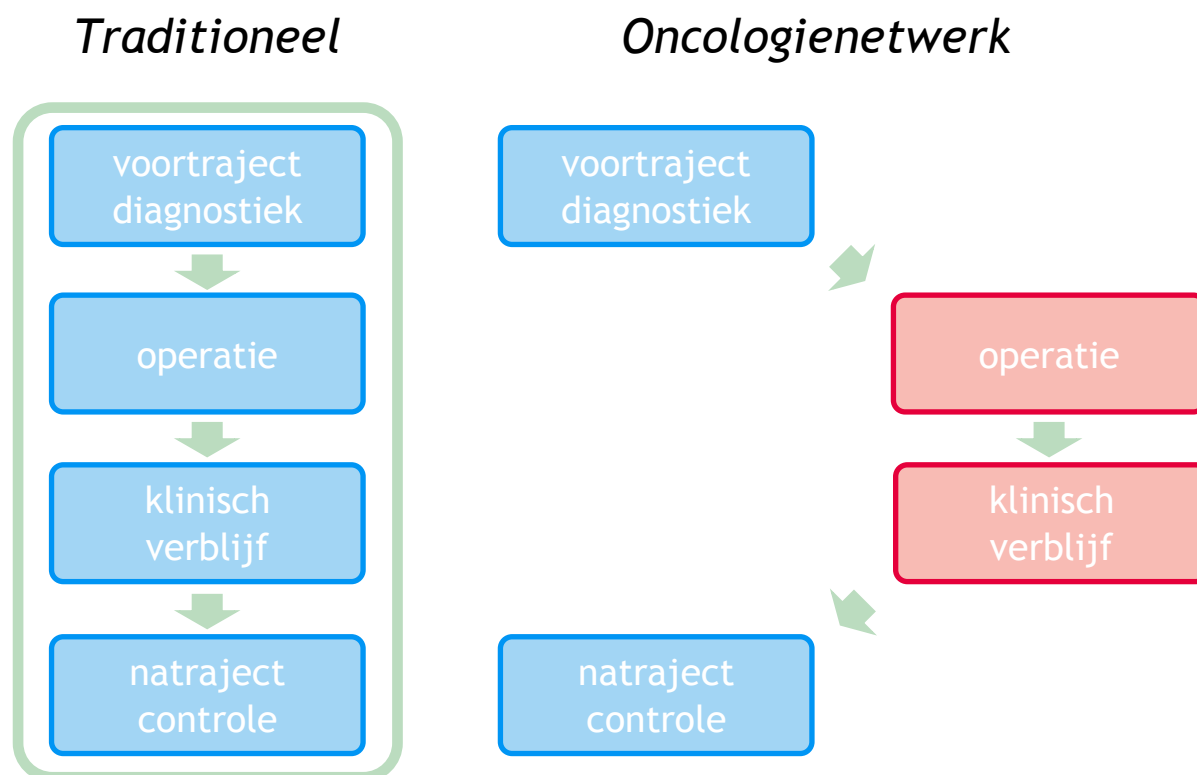 Traditioneel
voortraject
diagnostiek
operatie
klinisch
verblijf
natraject
controle
Oncologienetwerk
voortraject
diagnostiek
operatie
klinisch
verblijf
natraject
controle